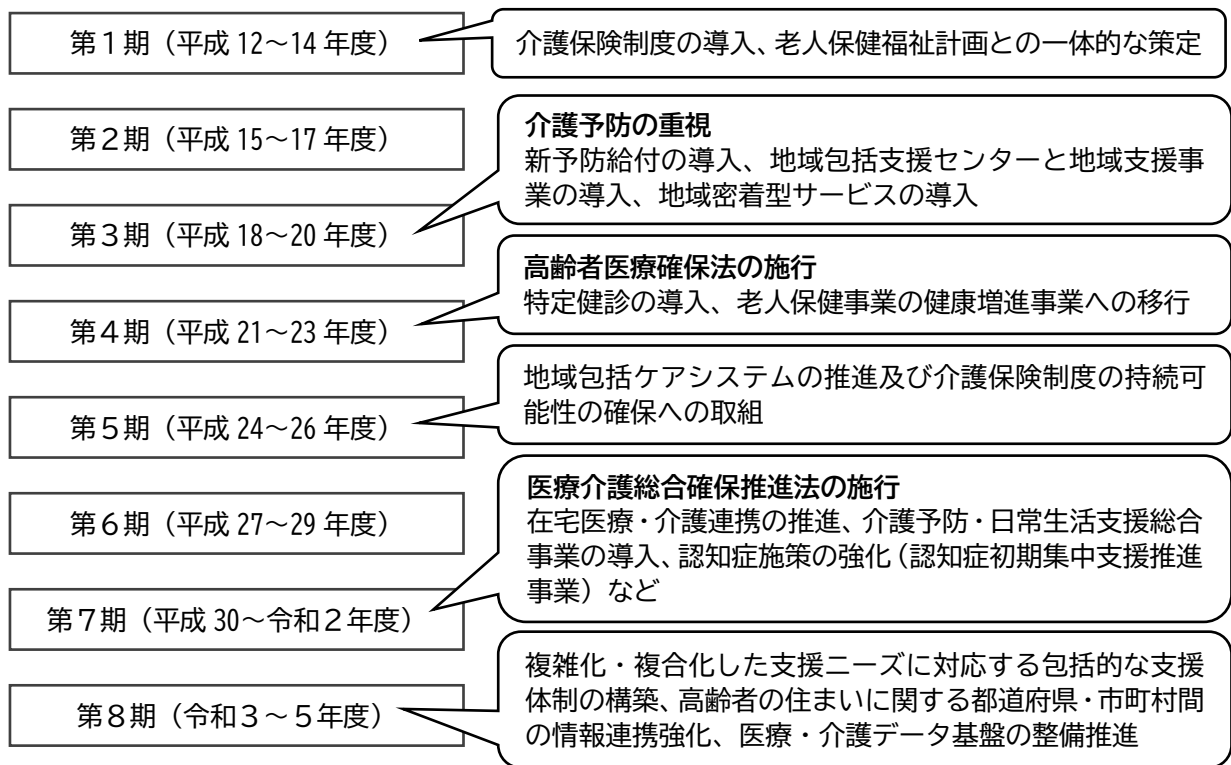 第１期（平成 12～14 年度）
介護保険制度の導入、老人保健福祉計画との一体的な策定
第２期（平成 15～17 年度）
介護予防の重視
新予防給付の導入、地域包括支援センターと地域支援事
業の導入、地域密着型サービスの導入
第３期（平成 18～20 年度）
高齢者医療確保法の施行
特定健診の導入、老人保健事業の健康増進事業への移行
第４期（平成 21～23 年度）
地域包括ケアシステムの推進及び介護保険制度の持続可
能性の確保への取組
第５期（平成 24～26 年度）
医療介護総合確保推進法の施行
在宅医療・介護連携の推進、介護予防・日常生活支援総合
事業の導入、認知症施策の強化（認知症初期集中支援推進
事業）など
第６期（平成 27～29 年度）
第７期（平成 30～令和２年度）
複雑化・複合化した支援ニーズに対応する包括的な支援
体制の構築、高齢者の住まいに関する都道府県・市町村間
の情報連携強化、医療・介護データ基盤の整備推進
第８期（令和３～５年度）